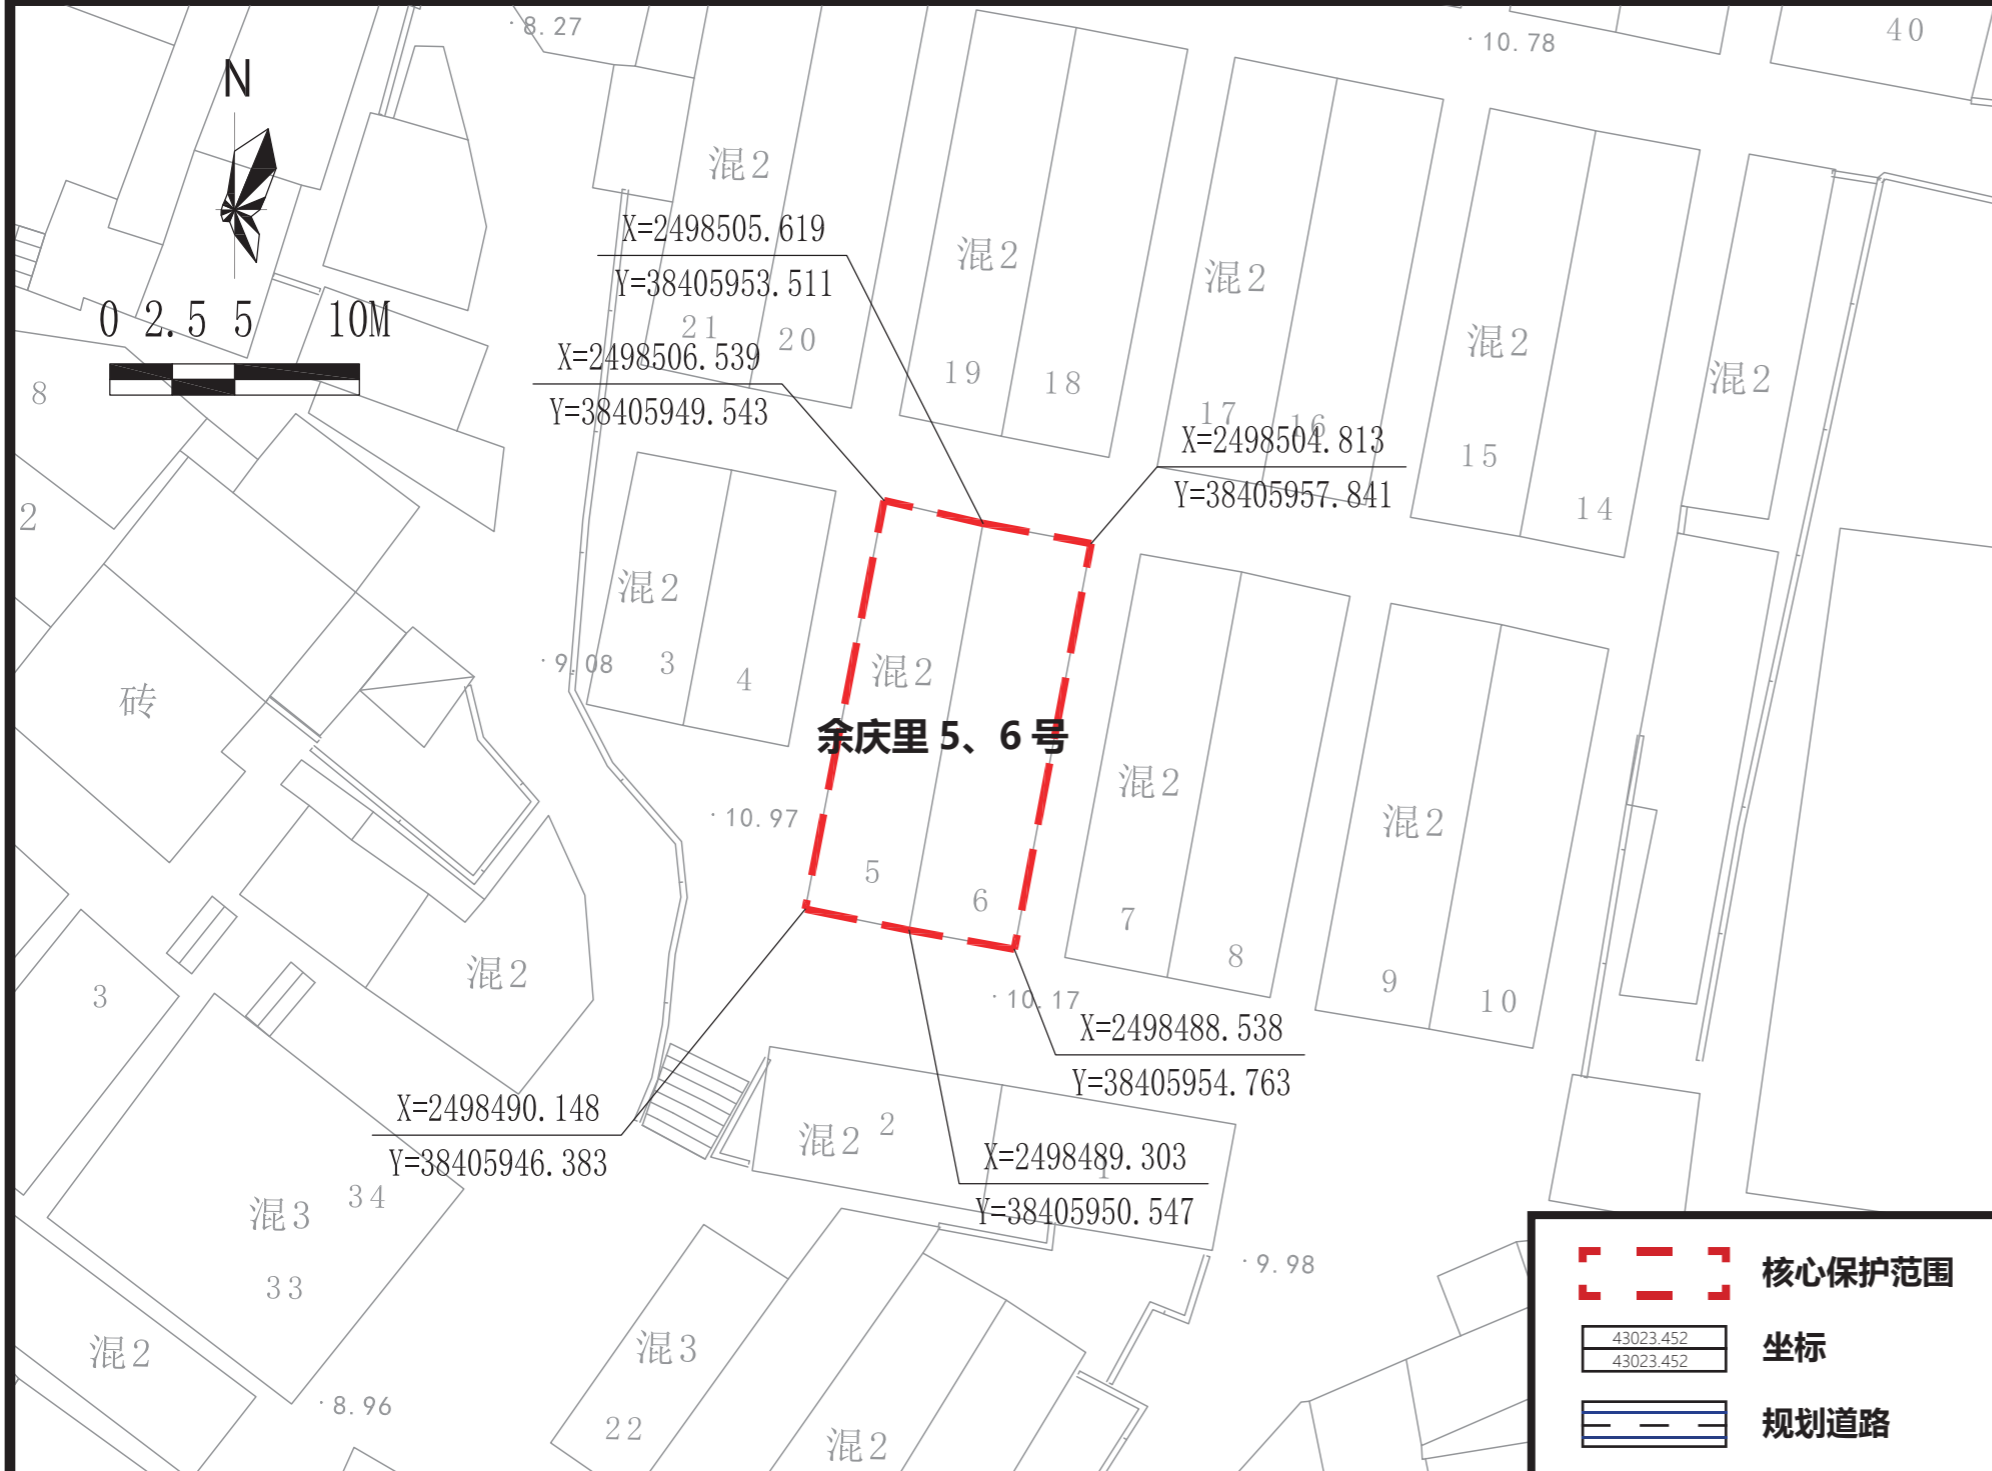 8.27
10.78
40
N
混2
X=2498505.619
Y=38405953.511
混2
混2
0 2.5 5 10M
21
20
X=2498506.539
Y=38405949.543
混2
混2
8
19
18
17
16
X=2498504.813
Y=38405957.841
15
14
2
混2
9.08
3
4
混2
砖
余庆里 5、6 号
混2
混2
10.97
5
6
7
8
9
10
混2
3
10.17
X=2498488.538
Y=38405954.763
X=2498490.148
Y=38405946.383
混2
2
1
X=2498489.303
Y=38405950.547
混3
34
33
9.98
核心保护范围
43023.452
43023.452
坐标
混2
混3
8.96
22
混2
规划道路